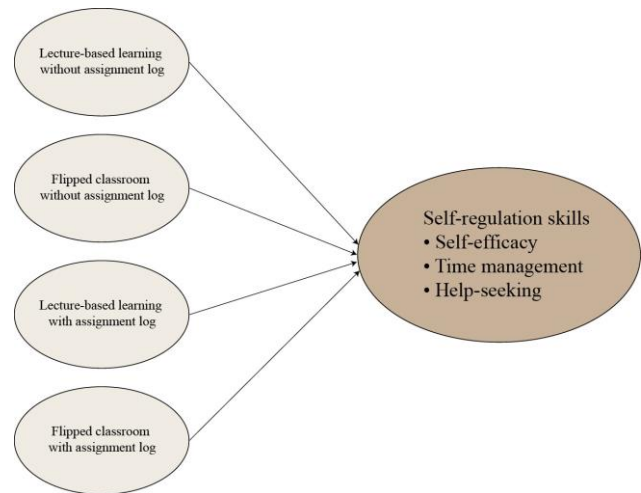 Lecture-based learning
without assignment log
Flipped classroom
without assignment log
Lecture-based learning
with assignment log
Flipped classroom
with assignment log
Self-regulation skills
• Self-efficacy
• Time management
• Help-seeking